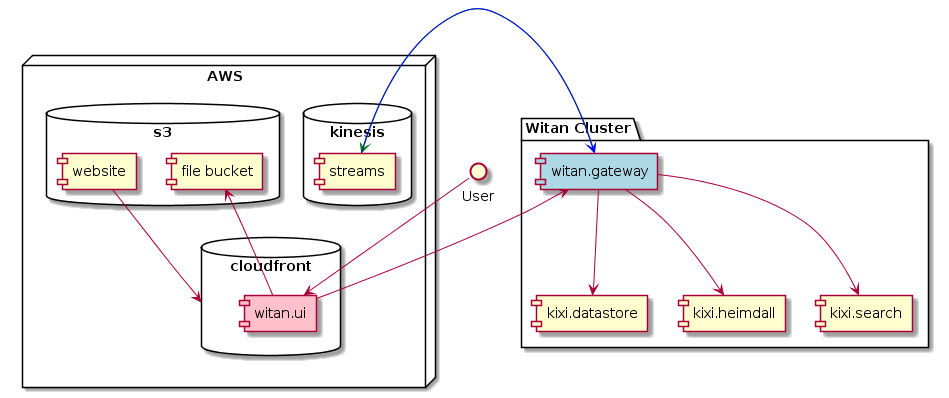 AWS
s3
kinesis
website
file bucket
streams
User
cloudfront
witan.ui
Witan Cluster
witan.gateway
kixi.datastore
kixi.heimdall
kixi.search